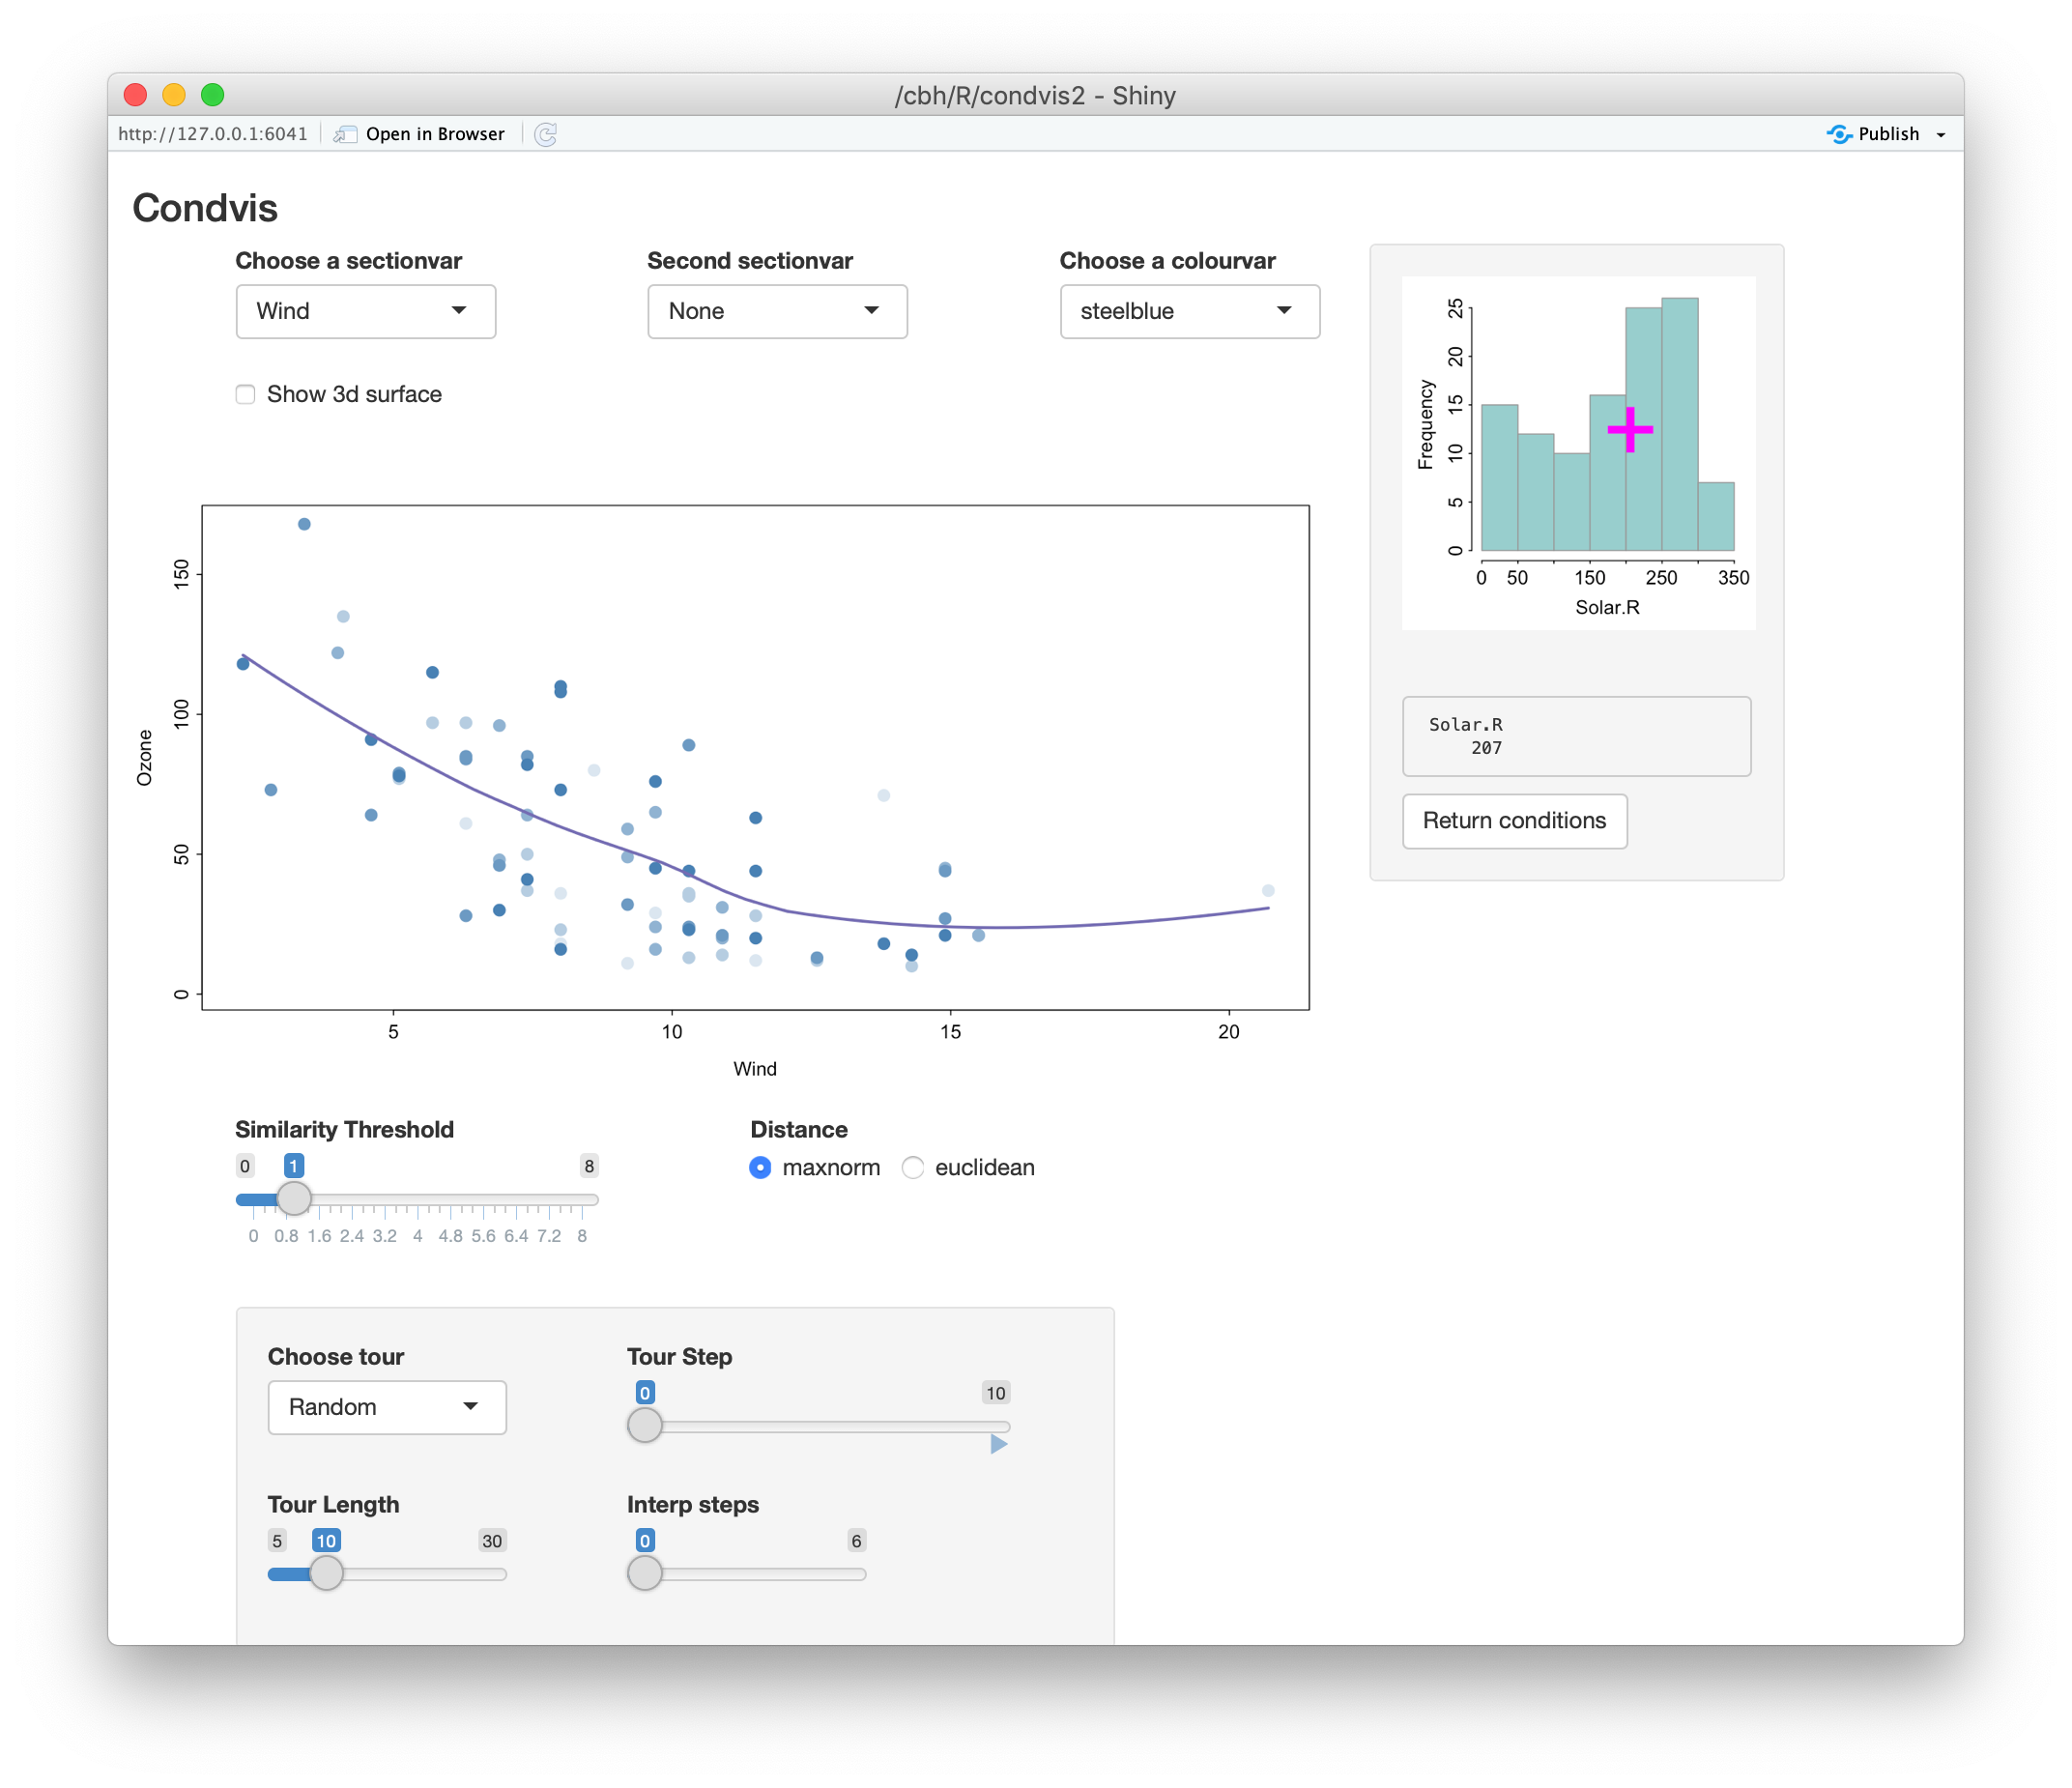 /cbh/R/condvis2 - Shiny
http://127.0.0.1:6041 Open in Browser Publish
Condvis
Choose a sectionvar Second sectionvar Choose a colourvar
Wind None steelblue
Show 3d surface
150
100
50
0
Ozone
5 10 15 20
Wind
25
20
15
10
5
0
Frequency
0 50 150 250 350
Solar.R
Solar.R
207
Return conditions
Similarity Threshold Distance
0 1 8
maxnorm euclidean
0 0.8 1.6 2.4 3.2 4 4.8 5.6 6.4 7.2 8
Choose tour Tour Step
Random 0 10
Tour Length Interp steps
5 10 30 0 6